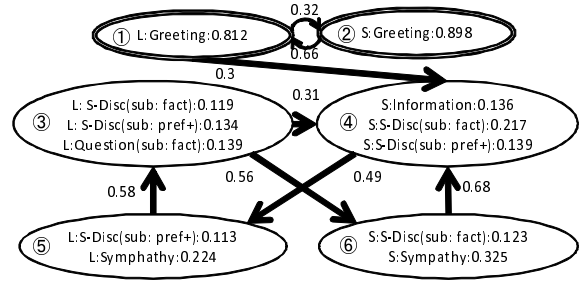 0.32
① L:Greeting:0.812
② S:Greeting:0.898
0.66
0.3
③ L: S-Disc(sub: fact):0.119
L: S-Disc(sub: pref+):0.134
L:Question(sub: fact):0.139
0.31
④ S:Information:0.136
S:S-Disc(sub: fact):0.217
S:S-Disc(sub: pref+):0.139
0.58
0.56
0.49
0.68
⑤ L:S-Disc(sub: pref+):0.113
L:Symphathy:0.224
⑥ S:S-Disc(sub: fact):0.123
S:Sympathy:0.325